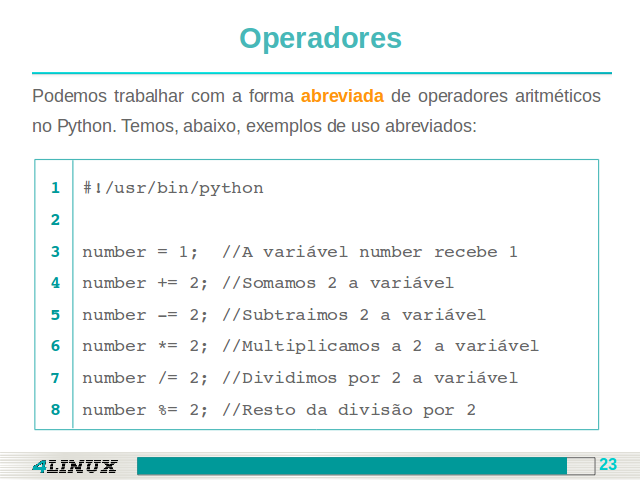 Operadores
Podemos trabalhar com a forma abreviada de operadores aritméticos
no Python. Temos, abaixo, exemplos de uso abreviados:
1 #!/usr/bin/python
2
3 number = 1;  //A variável number recebe 1
4 number += 2; //Somamos 2 a variável
5 number -= 2; //Subtraimos 2 a variável
6 number *= 2; //Multiplicamos a 2 a variável
7 number /= 2; //Dividimos por 2 a variável
8 number %= 2; //Resto da divisão por 2
4LINUX 23